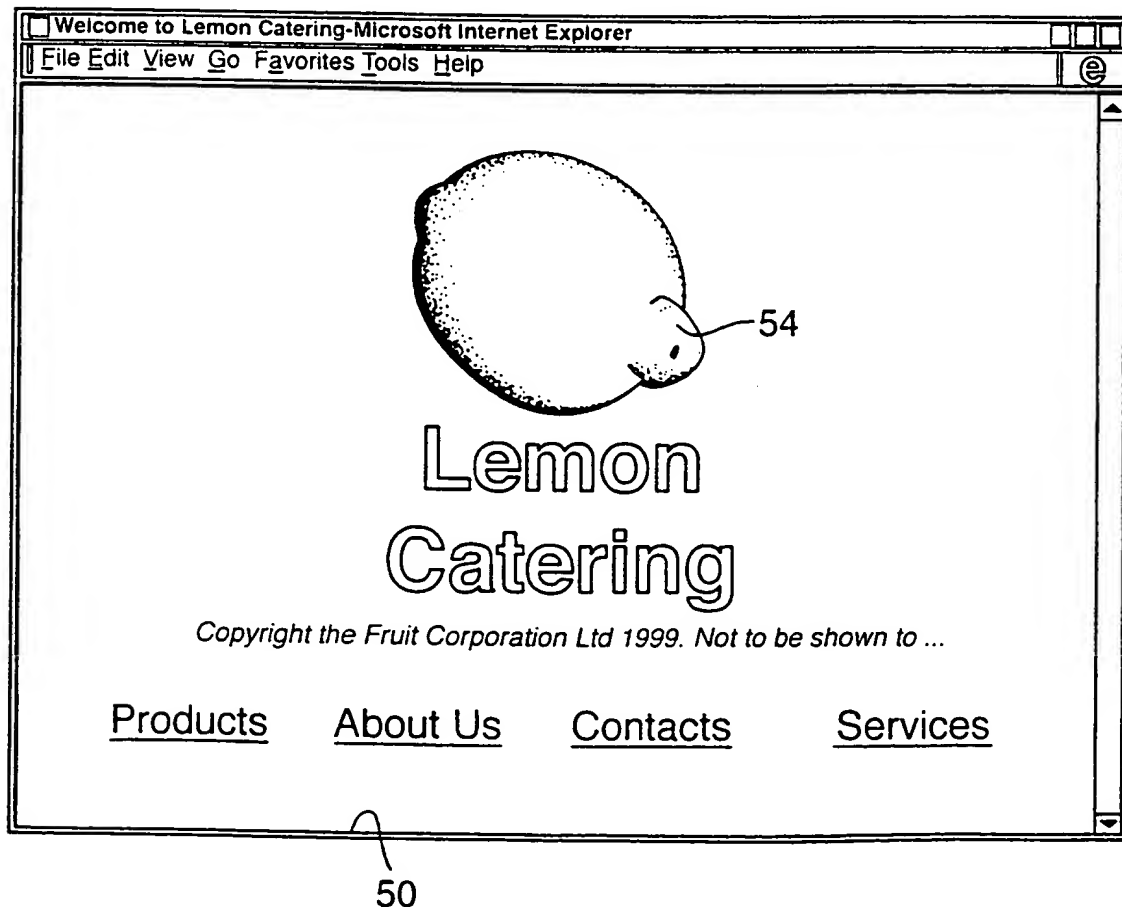 Welcome to Lemon Catering-Microsoft Internet Explorer
File Edit View Go Favorites Tools Help
e
54
Lemon
Catering
Copyright the Fruit Corporation Ltd 1999. Not to be shown to ...
Products About Us Contacts Services
50